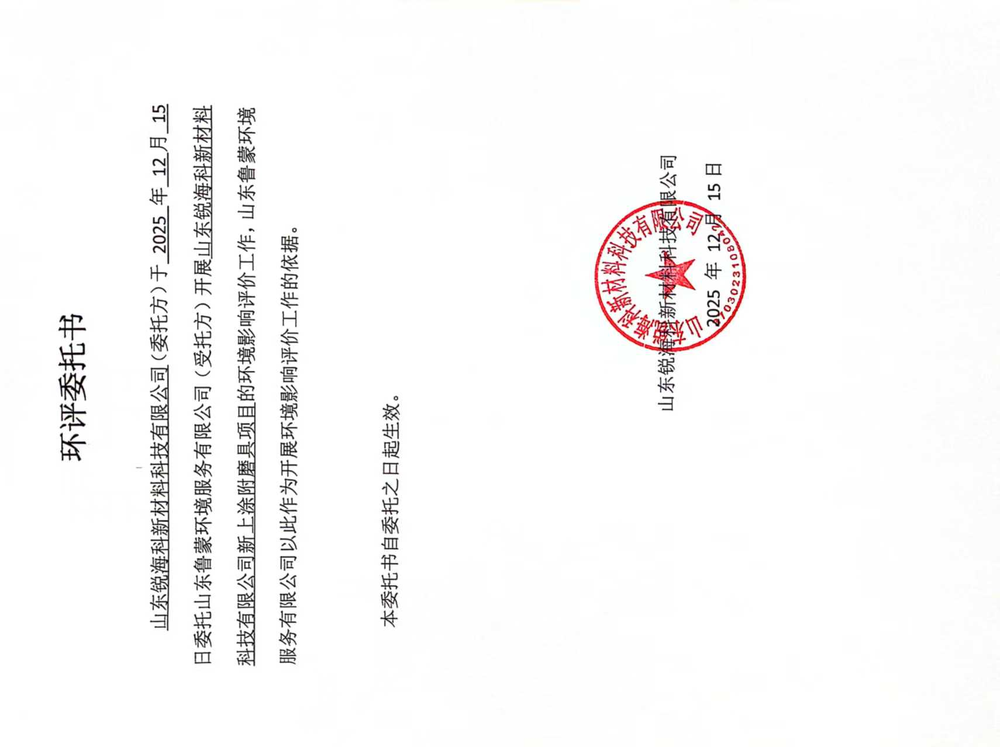 环评委托书
山东锐海科新材料科技有限公司（委托方）于 2025 年 12 月 15
日委托山东鲁蒙环境服务有限公司（受托方）开展山东锐海科新材料
科技有限公司新上涂附磨具项目的环境影响评价工作，山东鲁蒙环境
服务有限公司以此作为开展环境影响评价工作的依据。
本委托书自委托之日起生效。
山东锐海科新材料科技有限公司
2025 年 12 月 15 日
山东锐海科新材料科技有限公司